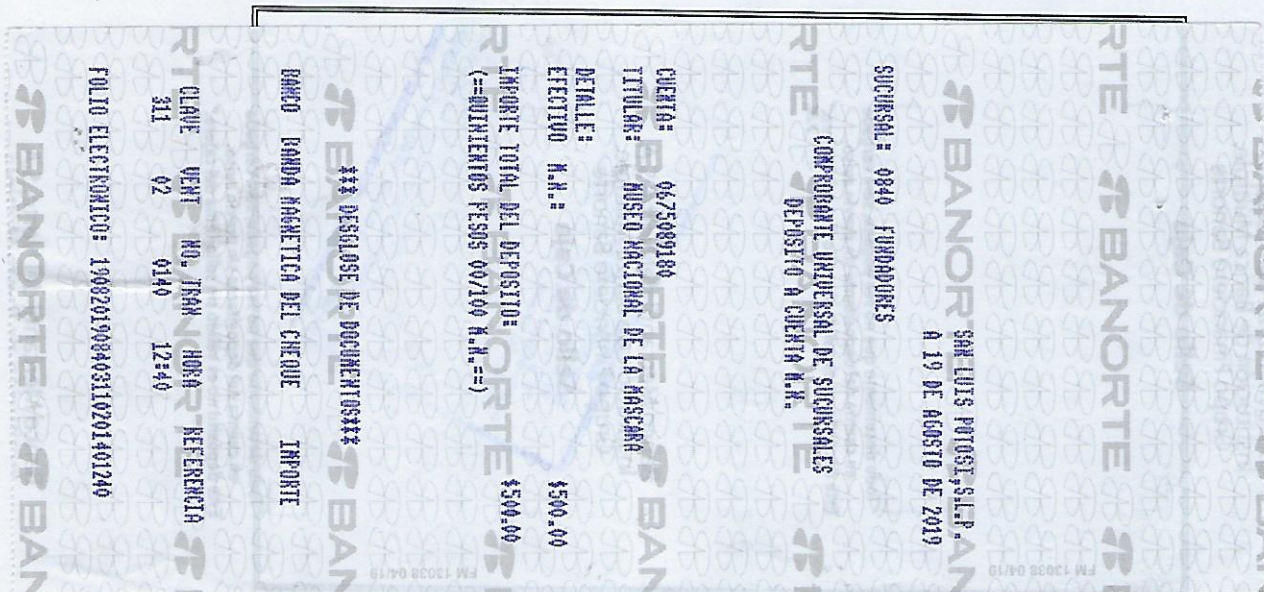 SAN LUIS POTOSI,S.L.P.
A 19 DE AGOSTO DE 2019
SUCURSAL: 0840 FUNDADORES
COMPROBANTE UNIVERSAL DE SUCURSALES
DEPOSITO A CUENTA M.N.
CUENTA: 0675089180
TITULAR: MUSEO NACIONAL DE LA MASCARA
DETALLE:
EFECTIVO M.N.: $500.00
IMPORTE TOTAL DEL DEPOSITO: $500.00
(==QUINIENTOS PESOS 00/100 M.N.==)
*** DESGLOSE DE DOCUMENTOS***
BANCO BANDA MAGNETICA DEL CHEQUE IMPORTE
CLAVE VENT NO. TRAN HORA REFERENCIA
311 02 0140 12:40
FOLIO ELECTRONICO: 1908201908403110201401240
BANORTE
FM 13038 04/19